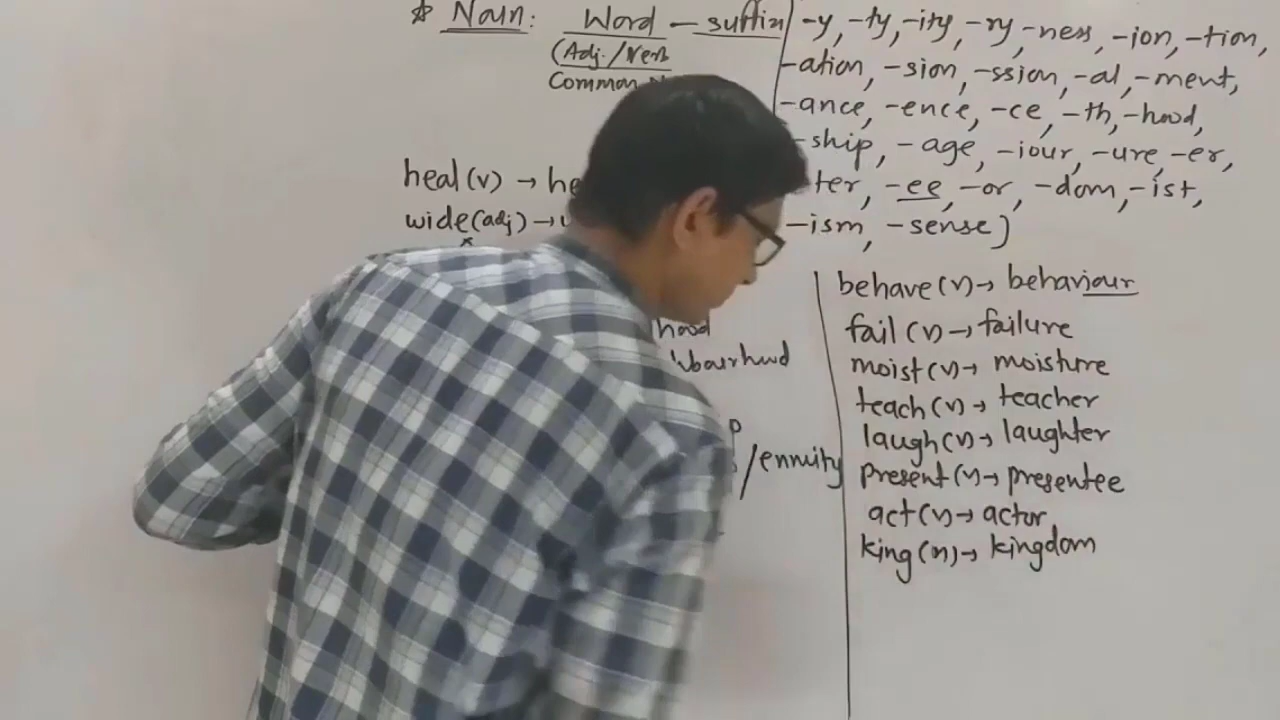 ☆ Noun: Word – suffix -y, -ty, -ity, -ry, -ness, -ion, -tion,
(Adj./Verb -ation, -sion, -ssion, -al, -ment,
Common -ance, -ence, -ce, -th, -hood,
-ship, -age, -iour, -ure, -er,
heal(v) → he ter, -ee, -or, -dom, -ist,
wide(adj) → -ism, -sense)
behave(v) → behaviour
hood fail(v) → failure
bourhood moist(v) → moisture
teach(v) → teacher
laugh(v) → laughter
/ennuity present(v) → presentee
act(v) → actor
king(n) → kingdom